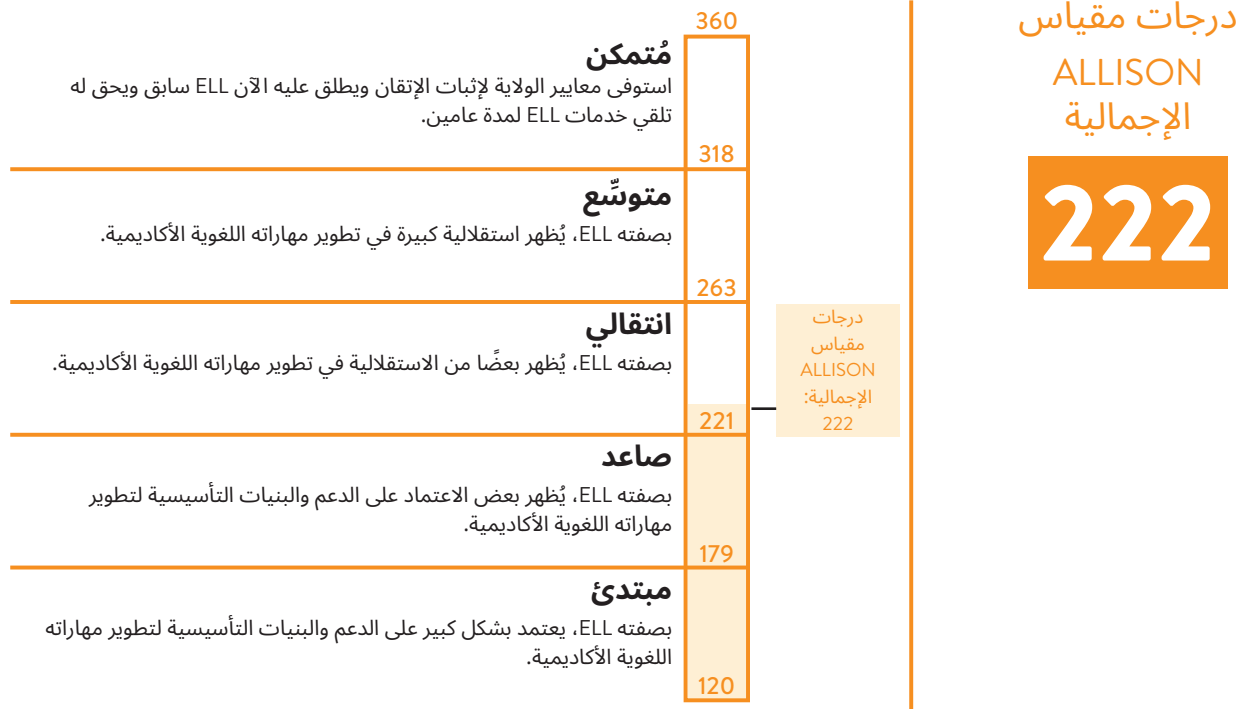 درجات مقياس
ALLISON
الإجمالية
222
360
مُتمكن
استوفى معايير الولاية لإثبات الإتقان ويطلق عليه الآن ELL سابق ويحق له
تلقي خدمات ELL لمدة عامين.
318
متوسِّع
بصفته ELL، يُظهر استقلالية كبيرة في تطوير مهاراته اللغوية الأكاديمية.
263
درجات
مقياس
ALLISON
الإجمالية:
222
انتقالي
بصفته ELL، يُظهر بعضًا من الاستقلالية في تطوير مهاراته اللغوية الأكاديمية.
221
صاعد
بصفته ELL، يُظهر بعض الاعتماد على الدعم والبنيات التأسيسية لتطوير
مهاراته اللغوية الأكاديمية.
179
مبتدئ
بصفته ELL، يعتمد بشكل كبير على الدعم والبنيات التأسيسية لتطوير مهاراته
اللغوية الأكاديمية.
120